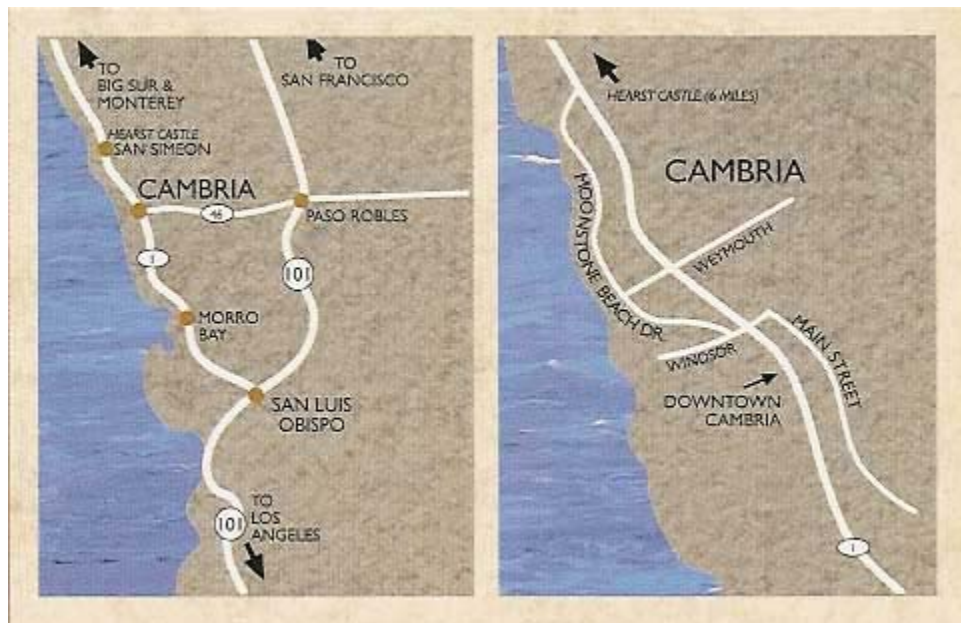 TO
BIG SUR &
MONTEREY
TO
SAN FRANCISCO
HEARST CASTLE
SAN SIMEON
CAMBRIA
46
PASO ROBLES
1
101
MORRO
BAY
SAN LUIS
OBISPO
101
TO
LOS
ANGELES
HEARST CASTLE (6 MILES)
CAMBRIA
MOONSTONE BEACH DR.
WEYMOUTH
WINDSOR
MAIN STREET
DOWNTOWN
CAMBRIA
1